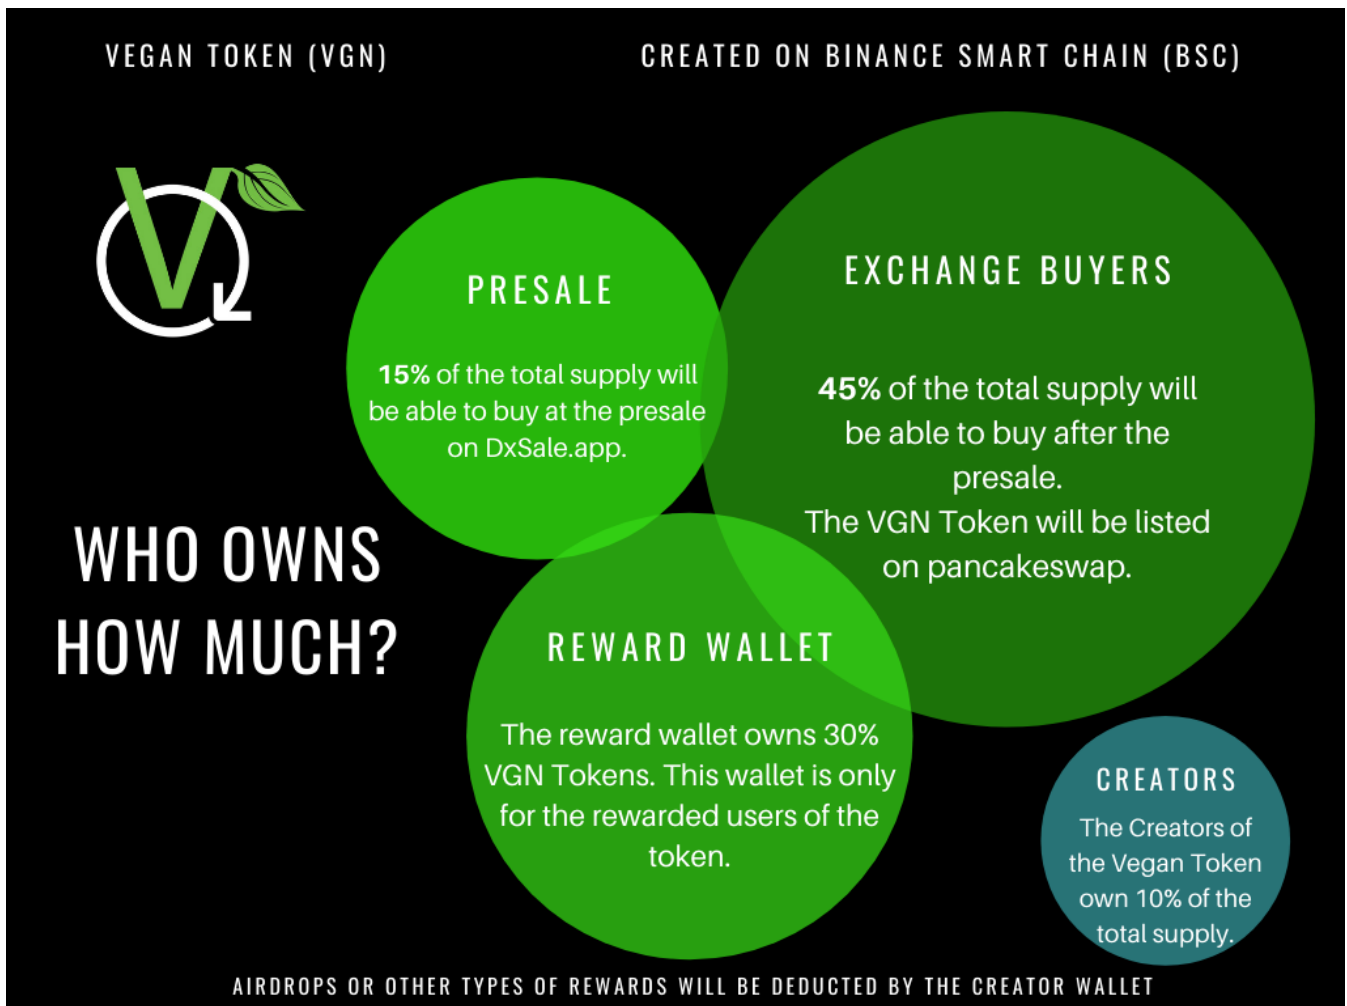 VEGAN TOKEN (VGN)
CREATED ON BINANCE SMART CHAIN (BSC)
V
PRESALE
15% of the total supply will
be able to buy at the presale
on DxSale.app.
EXCHANGE BUYERS
45% of the total supply will
be able to buy after the
presale.
The VGN Token will be listed
on pancakeswap.
WHO OWNS
HOW MUCH?
REWARD WALLET
The reward wallet owns 30%
VGN Tokens. This wallet is only
for the rewarded users of the
token.
CREATORS
The Creators of
the Vegan Token
own 10% of the
total supply.
AIRDROPS OR OTHER TYPES OF REWARDS WILL BE DEDUCTED BY THE CREATOR WALLET